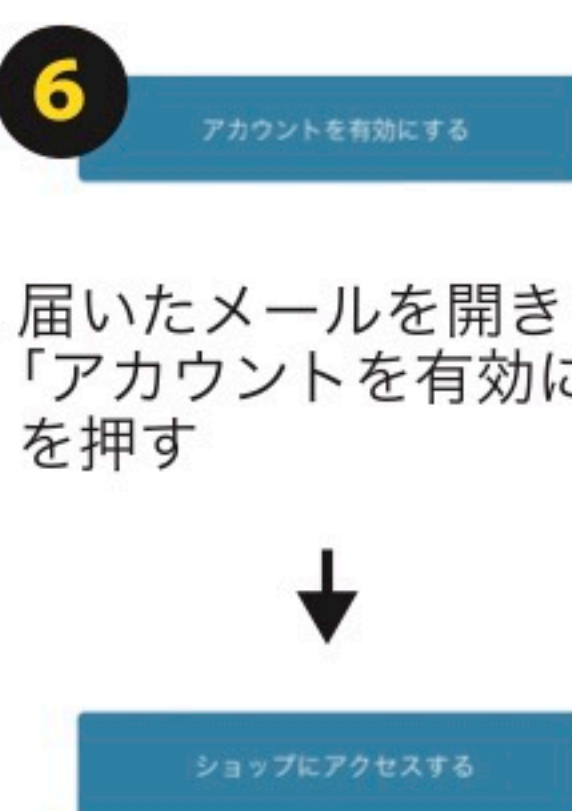 6
アカウントを有効にする
届いたメールを開き
「アカウントを有効に
を押す
ショップにアクセスする